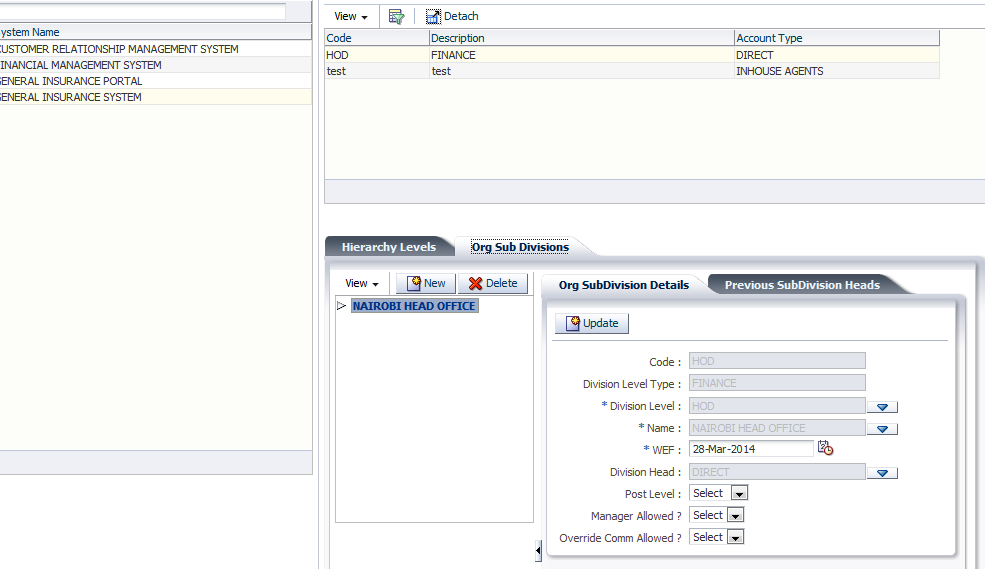 ystem Name
CUSTOMER RELATIONSHIP MANAGEMENT SYSTEM
FINANCIAL MANAGEMENT SYSTEM
GENERAL INSURANCE PORTAL
GENERAL INSURANCE SYSTEM
View Detach
Code Description Account Type
HOD FINANCE DIRECT
test test INHOUSE AGENTS
Hierarchy Levels Org Sub Divisions
View New Delete
NAIROBI HEAD OFFICE
Org SubDivision Details Previous SubDivision Heads
Update
Code : HOD
Division Level Type : FINANCE
* Division Level : HOD
* Name : NAIROBI HEAD OFFICE
* WEF : 28-Mar-2014
Division Head : DIRECT
Post Level : Select
Manager Allowed ? Select
Override Comm Allowed ? Select